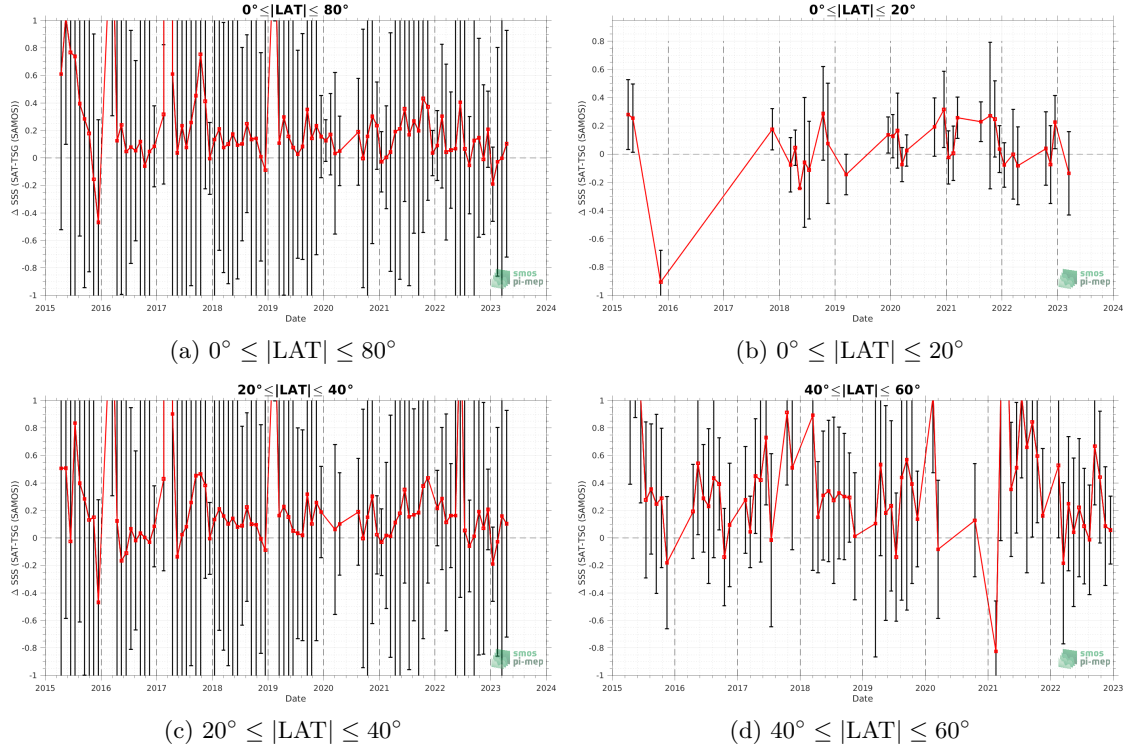 0°≤|LAT|≤ 80°
Δ SSS (SAT-TSG (SAMOS))
1
0.8
0.6
0.4
0.2
0
-0.2
-0.4
-0.6
-0.8
-1
2015 2016 2017 2018 2019 2020 2021 2022 2023 2024
Date
smos
pi-mep
(a) 0° ≤ |LAT| ≤ 80°
0°≤|LAT|≤ 20°
Δ SSS (SAT-TSG (SAMOS))
1
0.8
0.6
0.4
0.2
0
-0.2
-0.4
-0.6
-0.8
-1
2015 2016 2017 2018 2019 2020 2021 2022 2023 2024
Date
smos
pi-mep
(b) 0° ≤ |LAT| ≤ 20°
20°≤|LAT|≤ 40°
Δ SSS (SAT-TSG (SAMOS))
1
0.8
0.6
0.4
0.2
0
-0.2
-0.4
-0.6
-0.8
-1
2015 2016 2017 2018 2019 2020 2021 2022 2023 2024
Date
smos
pi-mep
(c) 20° ≤ |LAT| ≤ 40°
40°≤|LAT|≤ 60°
Δ SSS (SAT-TSG (SAMOS))
1
0.8
0.6
0.4
0.2
0
-0.2
-0.4
-0.6
-0.8
-1
2015 2016 2017 2018 2019 2020 2021 2022 2023
Date
smos
pi-mep
(d) 40° ≤ |LAT| ≤ 60°